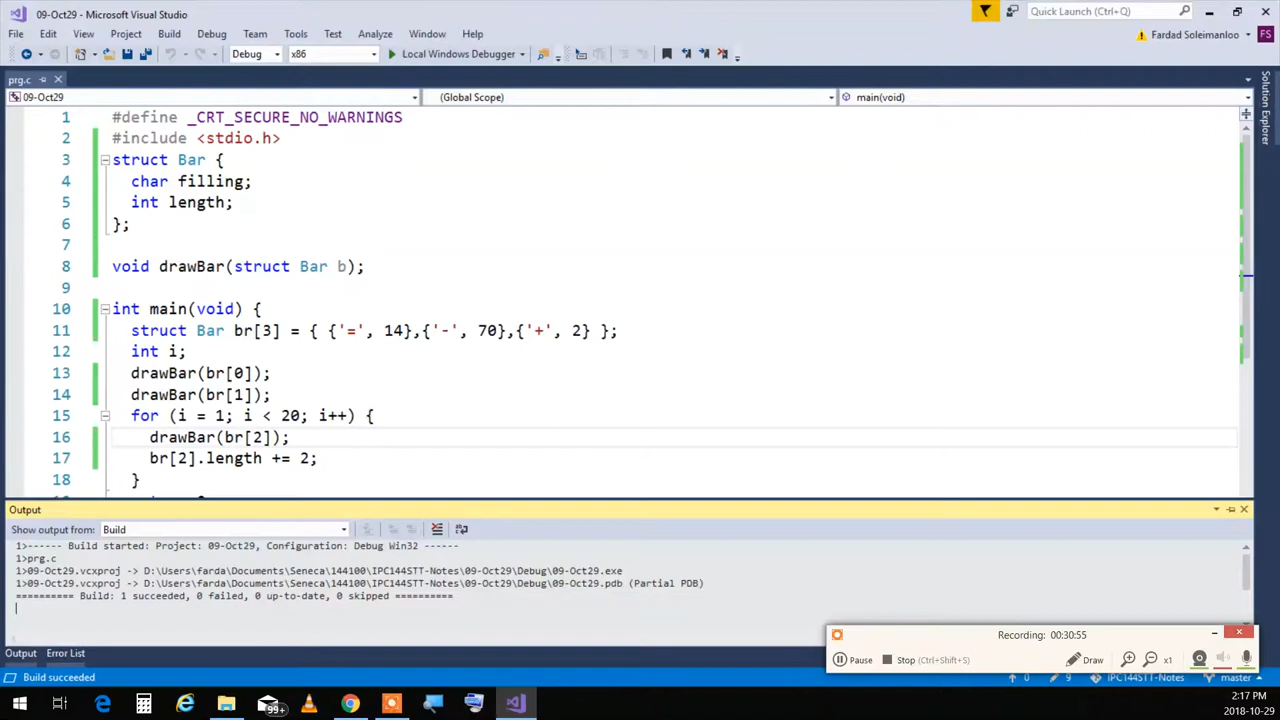 09-Oct29 - Microsoft Visual Studio
Quick Launch (Ctrl+Q)
File Edit View Project Build Debug Team Tools Test Analyze Window Help
Fardad Soleimanloo FS
Debug x86 Local Windows Debugger
prg.c
09-Oct29 (Global Scope) main(void)
Solution Explorer
1 #define _CRT_SECURE_NO_WARNINGS
2 #include <stdio.h>
3 struct Bar {
4 char filling;
5 int length;
6 };
7
8 void drawBar(struct Bar b);
9
10 int main(void) {
11 struct Bar br[3] = { {'=', 14},{'-', 70},{'+', 2} };
12 int i;
13 drawBar(br[0]);
14 drawBar(br[1]);
15 for (i = 1; i < 20; i++) {
16 drawBar(br[2]);
17 br[2].length += 2;
18 }
Output
Show output from: Build
1>------ Build started: Project: 09-Oct29, Configuration: Debug Win32 ------
1>prg.c
1>09-Oct29.vcxproj -> D:\Users\farda\Documents\Seneca\144100\IPC144STT-Notes\09-Oct29\Debug\09-Oct29.exe
1>09-Oct29.vcxproj -> D:\Users\farda\Documents\Seneca\144100\IPC144STT-Notes\09-Oct29\Debug\09-Oct29.pdb (Partial PDB)
========== Build: 1 succeeded, 0 failed, 0 up-to-date, 0 skipped ==========
Recording: 00:30:55
Pause Stop (Ctrl+Shift+S) Draw x1
Output Error List
Build succeeded 0 9 IPC144STT-Notes master
99+
2:17 PM
2018-10-29